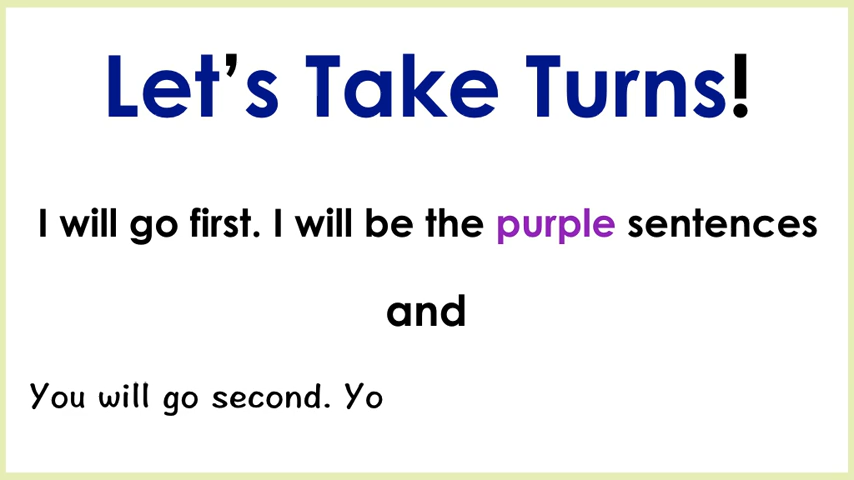 Let’s Take Turns!
I will go first. I will be the purple sentences
and
You will go second. Yo